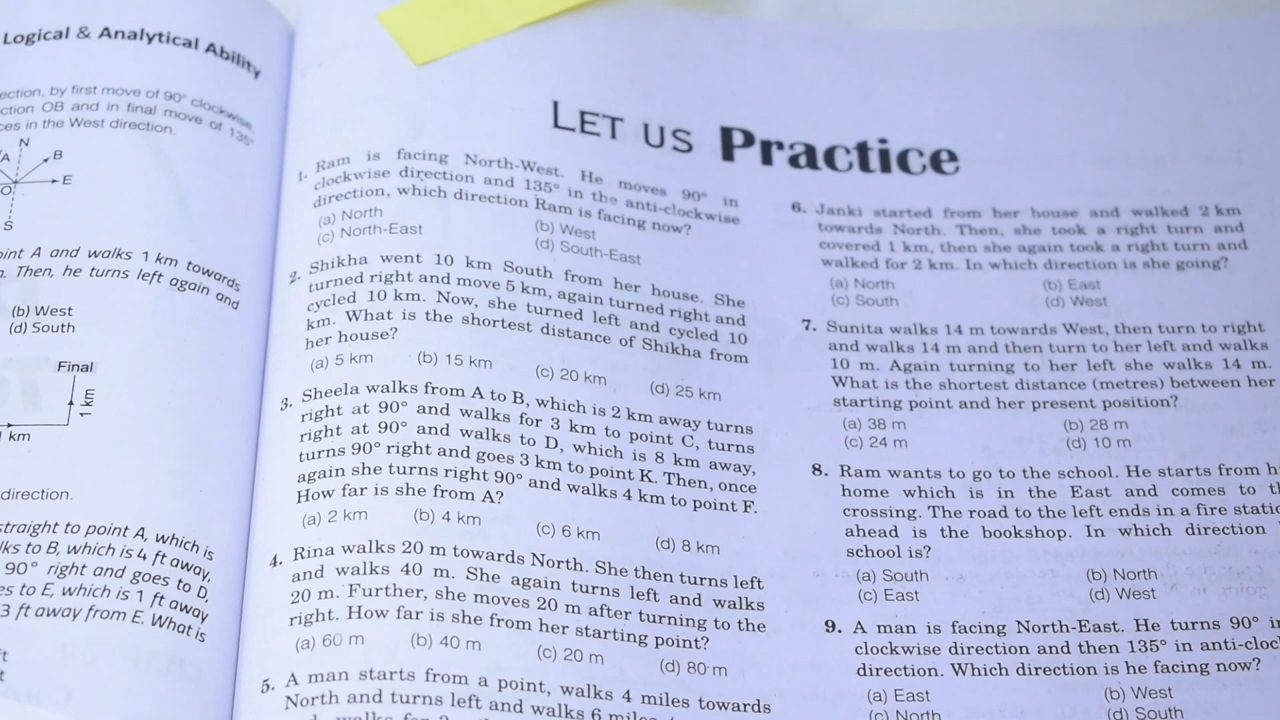 Logical & Analytical Ability
ection, by first move of 90° clockwise,
ction OB and in final move of 135°
ces in the West direction.
N
A
B
O
E
S
oint A and walks 1 km towards
. Then, he turns left again and
(b) West
(d) South
Final
1 km
km
direction.
straight to point A, which is
lks to B, which is 4 ft away,
90° right and goes to D,
es to E, which is 1 ft away
3 ft away from E. What is
LET US Practice
1. Ram is facing North-West. He moves 90° in
clockwise direction and 135° in the anti-clockwise
direction, which direction Ram is facing now?
(a) North
(b) West
(c) North-East
(d) South-East
2. Shikha went 10 km South from her house. She
turned right and move 5 km, again turned right and
cycled 10 km. Now, she turned left and cycled 10
km. What is the shortest distance of Shikha from
her house?
(a) 5 km (b) 15 km (c) 20 km (d) 25 km
3. Sheela walks from A to B, which is 2 km away turns
right at 90° and walks for 3 km to point C, turns
right at 90° and walks to D, which is 8 km away,
turns 90° right and goes 3 km to point K. Then, once
again she turns right 90° and walks 4 km to point F.
How far is she from A?
(a) 2 km (b) 4 km (c) 6 km (d) 8 km
4. Rina walks 20 m towards North. She then turns left
and walks 40 m. She again turns left and walks
20 m. Further, she moves 20 m after turning to the
right. How far is she from her starting point?
(a) 60 m (b) 40 m (c) 20 m (d) 80 m
5. A man starts from a point, walks 4 miles towards
North and turns left and walks 6 miles
6. Janki started from her house and walked 2 km
towards North. Then, she took a right turn and
covered 1 km, then she again took a right turn and
walked for 2 km. In which direction is she going?
(a) North (b) East
(c) South (d) West
7. Sunita walks 14 m towards West, then turn to right
and walks 14 m and then turn to her left and walks
10 m. Again turning to her left she walks 14 m.
What is the shortest distance (metres) between her
starting point and her present position?
(a) 38 m (b) 28 m
(c) 24 m (d) 10 m
8. Ram wants to go to the school. He starts from h
home which is in the East and comes to t
crossing. The road to the left ends in a fire static
ahead is the bookshop. In which direction
school is?
(a) South (b) North
(c) East (d) West
9. A man is facing North-East. He turns 90° i
clockwise direction and then 135° in anti-cloc
direction. Which direction is he facing now?
(a) East (b) West
(c) North (d) South